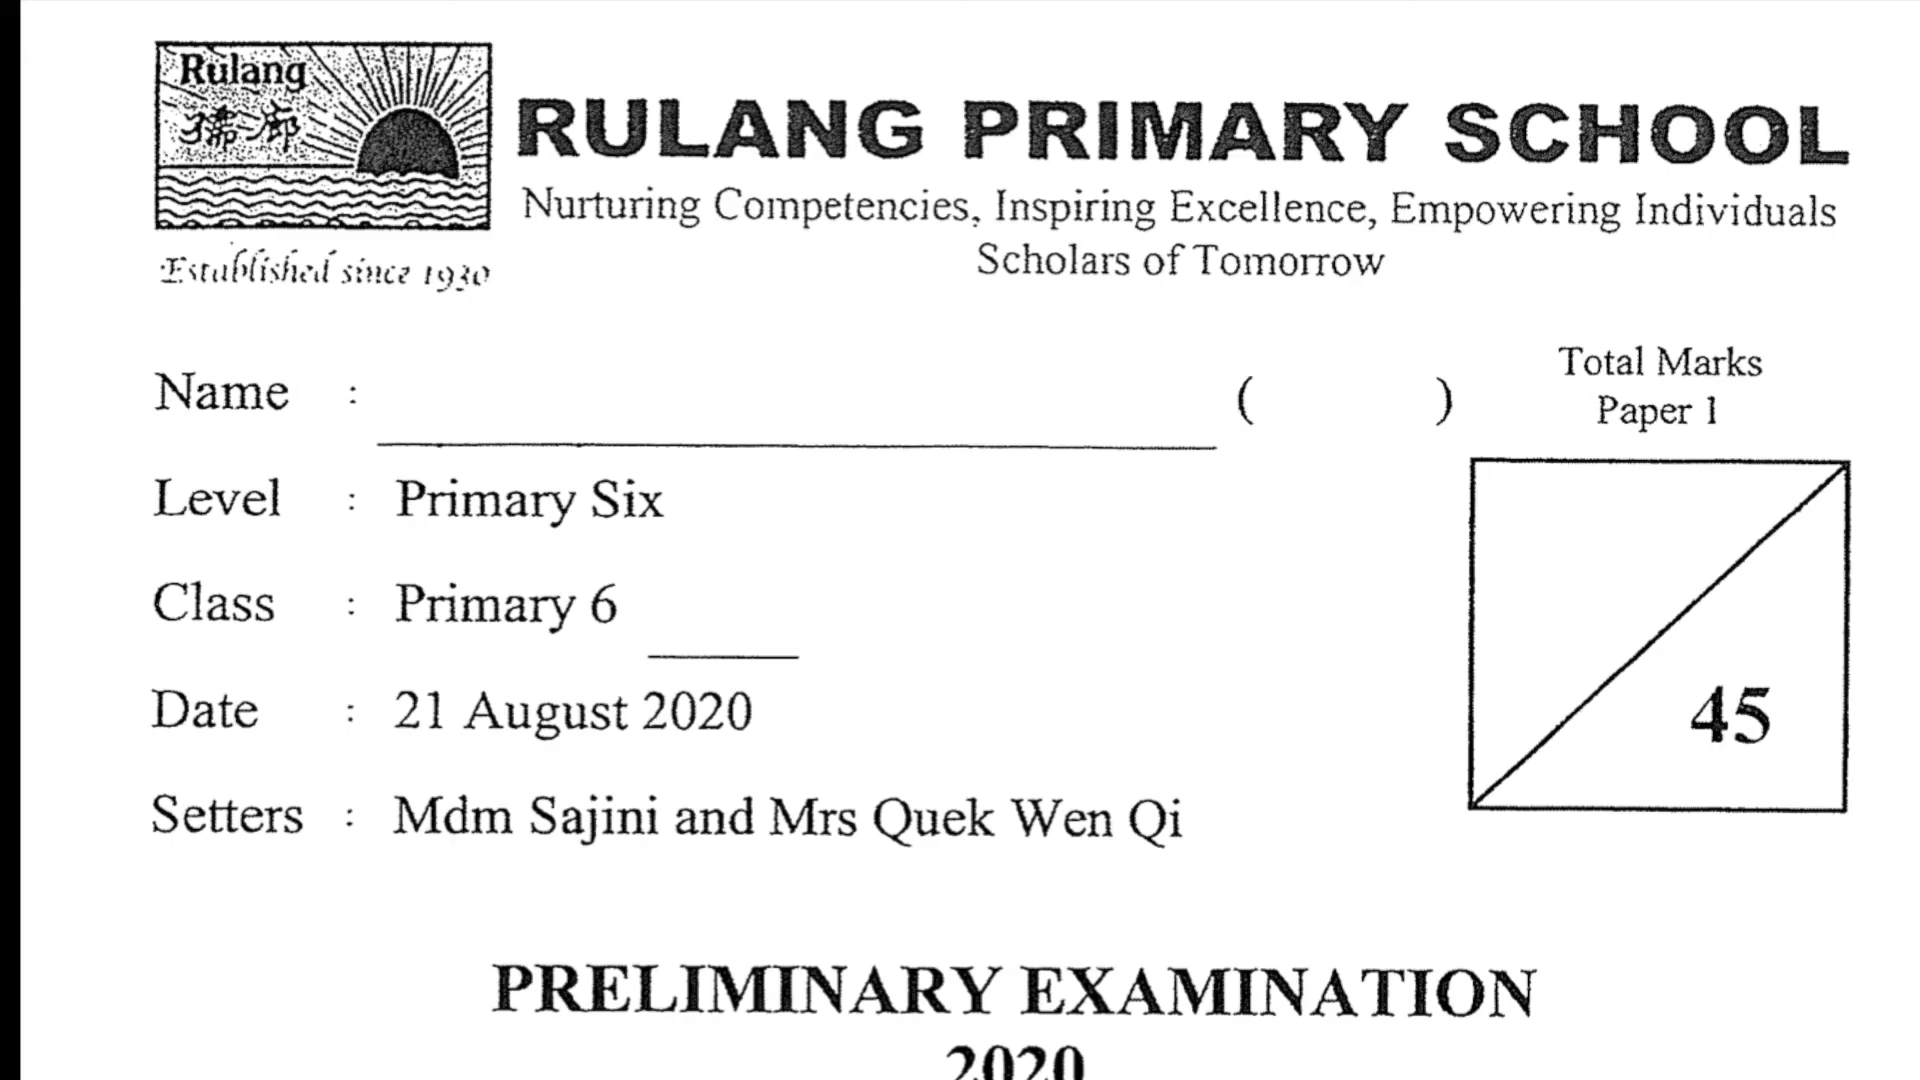 Rulang
孺廊
RULANG PRIMARY SCHOOL
Nurturing Competencies, Inspiring Excellence, Empowering Individuals
Scholars of Tomorrow
Established since 1930
Total Marks
Paper 1
Name : ( )
Level : Primary Six
Class : Primary 6
45
Date : 21 August 2020
Setters : Mdm Sajini and Mrs Quek Wen Qi
PRELIMINARY EXAMINATION
2020